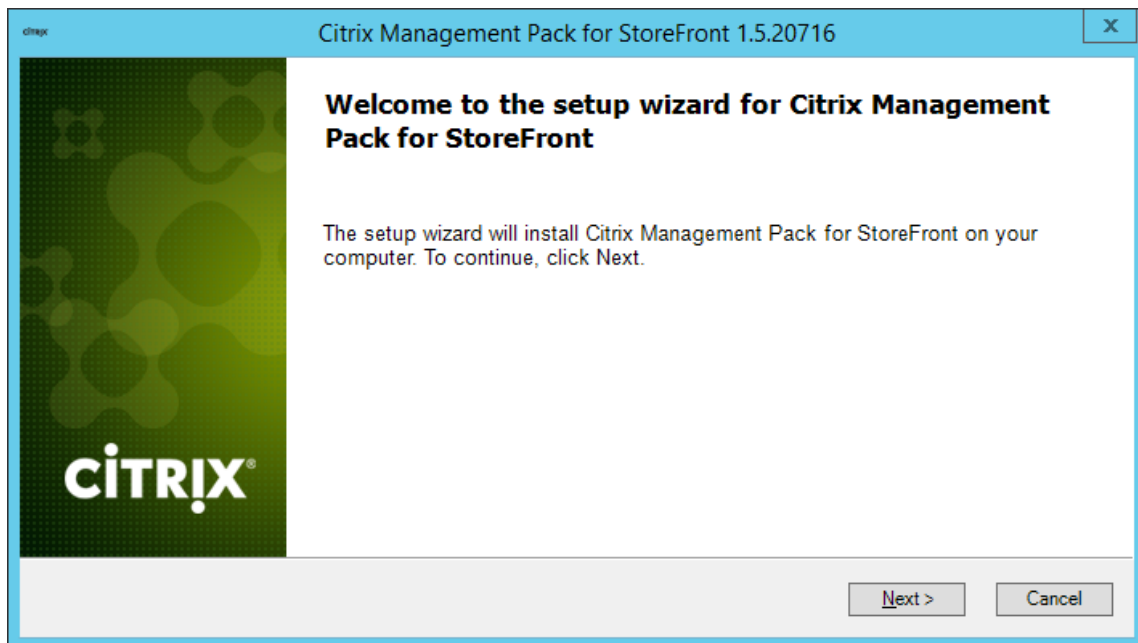 citrix
Citrix Management Pack for StoreFront 1.5.20716
x
Welcome to the setup wizard for Citrix Management
Pack for StoreFront
The setup wizard will install Citrix Management Pack for StoreFront on your
computer. To continue, click Next.
CİTRỊX®
Next >
Cancel